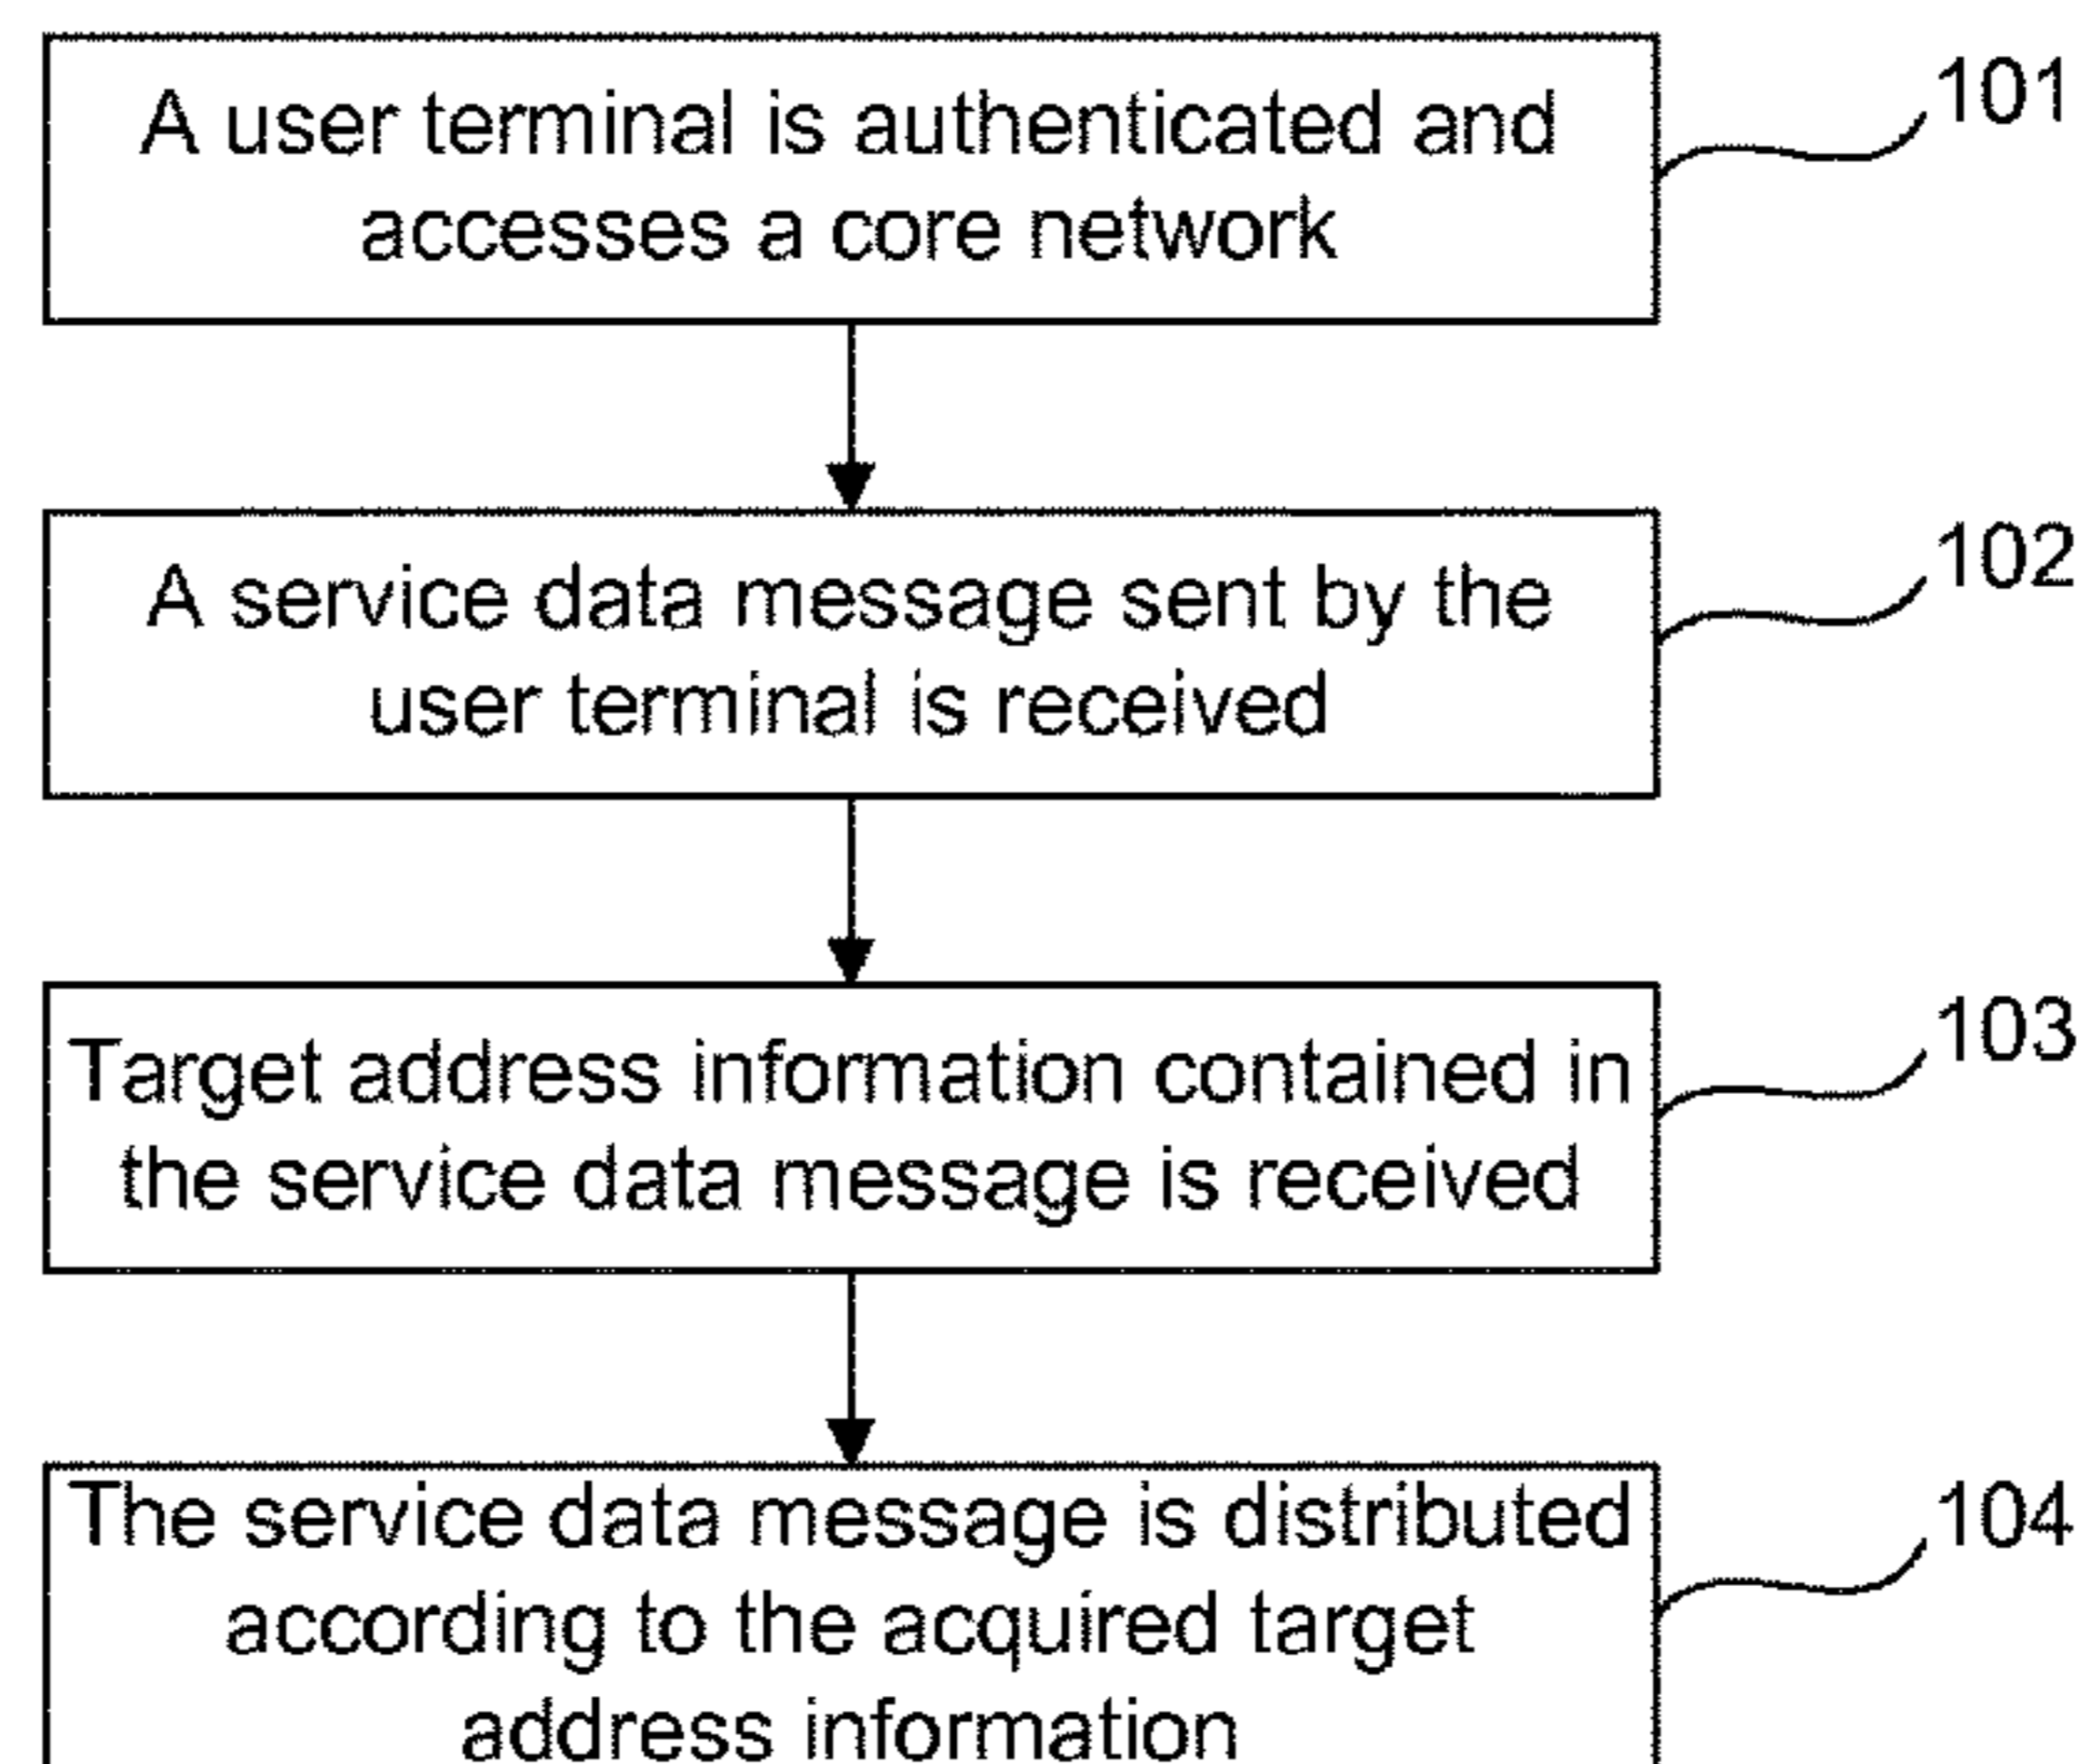 A user terminal is authenticated and
accesses a core network
101
A service data message sent by the
user terminal is received
102
Target address information contained in
the service data message is received
103
The service data message is distributed
according to the acquired target
address information
104